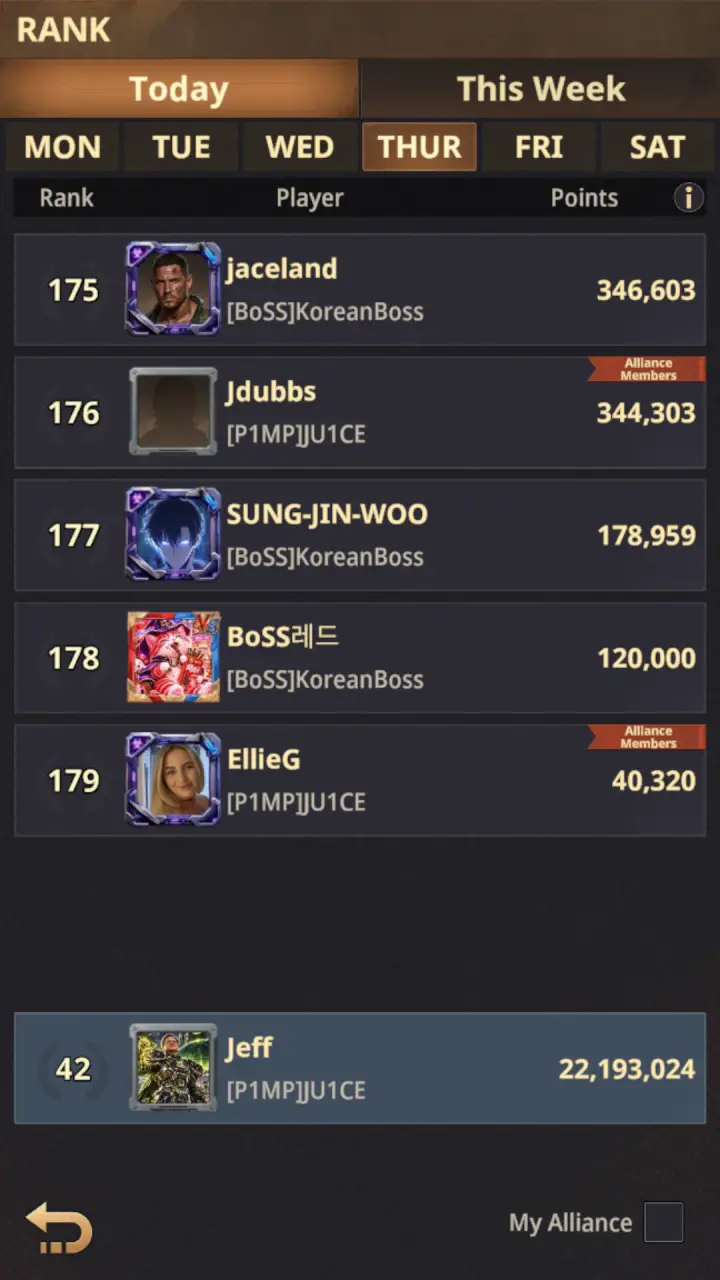 RANK
Today
This Week
MON TUE WED THUR FRI SAT
Rank Player Points i
175 jaceland 346,603
[BoSS]KoreanBoss
Alliance Members
176 Jdubbs 344,303
[P1MP]JU1CE
177 SUNG-JIN-WOO 178,959
[BoSS]KoreanBoss
178 BoSS레드 120,000
[BoSS]KoreanBoss
Alliance Members
179 EllieG 40,320
[P1MP]JU1CE
42 Jeff 22,193,024
[P1MP]JU1CE
My Alliance